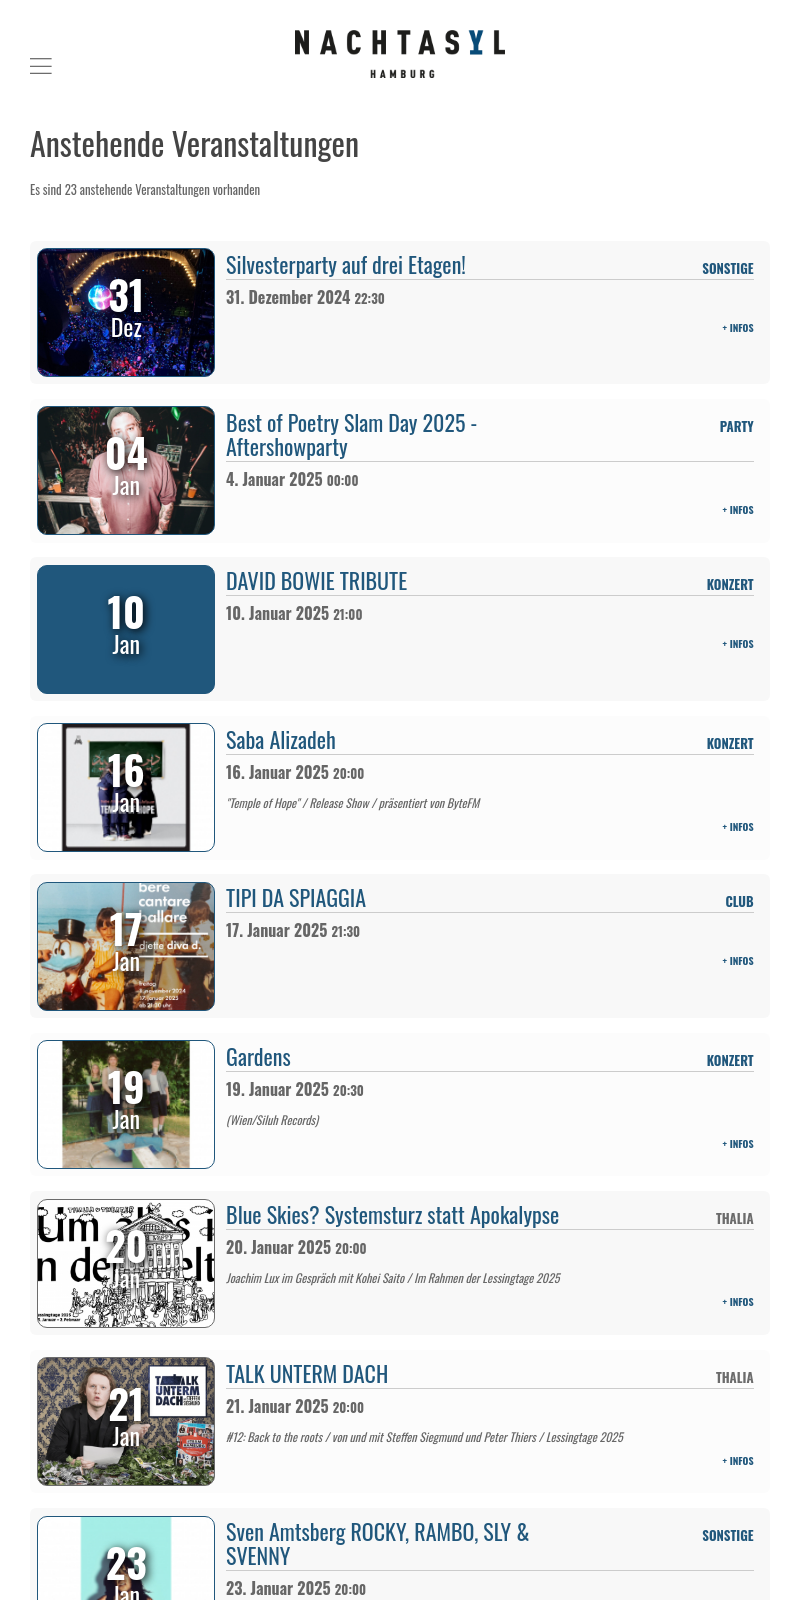 NACHTASYL
HAMBURG
Anstehende Veranstaltungen
Es sind 23 anstehende Veranstaltungen vorhanden
31
Dez
Silvesterparty auf drei Etagen!
SONSTIGE
31. Dezember 2024 22:30
+ INFOS
04
Jan
Best of Poetry Slam Day 2025 -
Aftershowparty
PARTY
4. Januar 2025 00:00
+ INFOS
10
Jan
DAVID BOWIE TRIBUTE
KONZERT
10. Januar 2025 21:00
+ INFOS
16
Jan
Saba Alizadeh
KONZERT
16. Januar 2025 20:00
"Temple of Hope" / Release Show / präsentiert von ByteFM
+ INFOS
bere
cantare
ballare
djette diva d.
17
Jan
TIPI DA SPIAGGIA
CLUB
17. Januar 2025 21:30
+ INFOS
19
Jan
Gardens
KONZERT
19. Januar 2025 20:30
(Wien/Siluh Records)
+ INFOS
THALIA THEATER
20
Jan
Blue Skies? Systemsturz statt Apokalypse
THALIA
20. Januar 2025 20:00
Joachim Lux im Gespräch mit Kohei Saito / Im Rahmen der Lessingtage 2025
+ INFOS
TALK
UNTERM
DACH
21
Jan
TALK UNTERM DACH
THALIA
21. Januar 2025 20:00
#12: Back to the roots / von und mit Steffen Siegmund und Peter Thiers / Lessingtage 2025
+ INFOS
23
Jan
Sven Amtsberg ROCKY, RAMBO, SLY &
SVENNY
SONSTIGE
23. Januar 2025 20:00